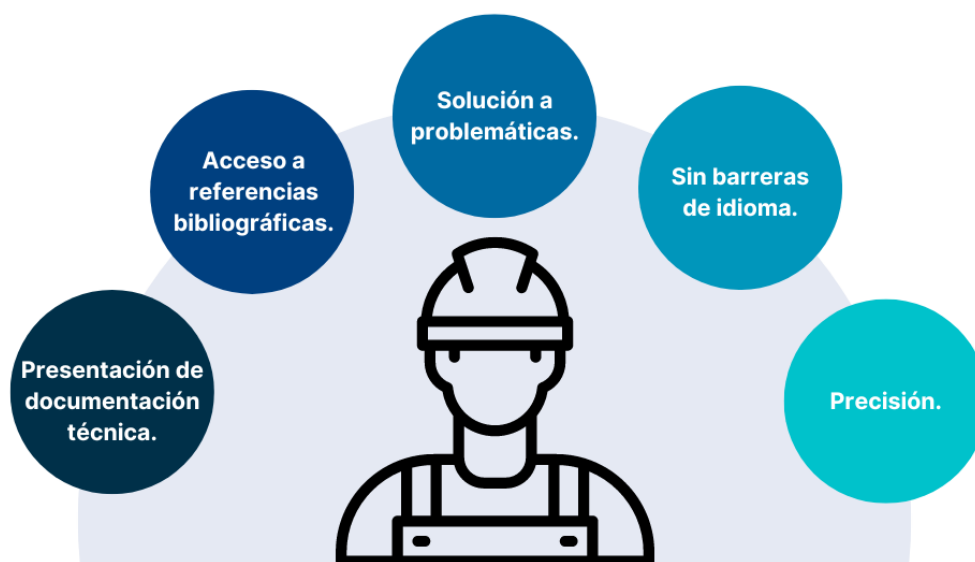 Presentación de
documentación
técnica.
Acceso a
referencias
bibliográficas.
Solución a
problemáticas.
Sin barreras
de idioma.
Precisión.